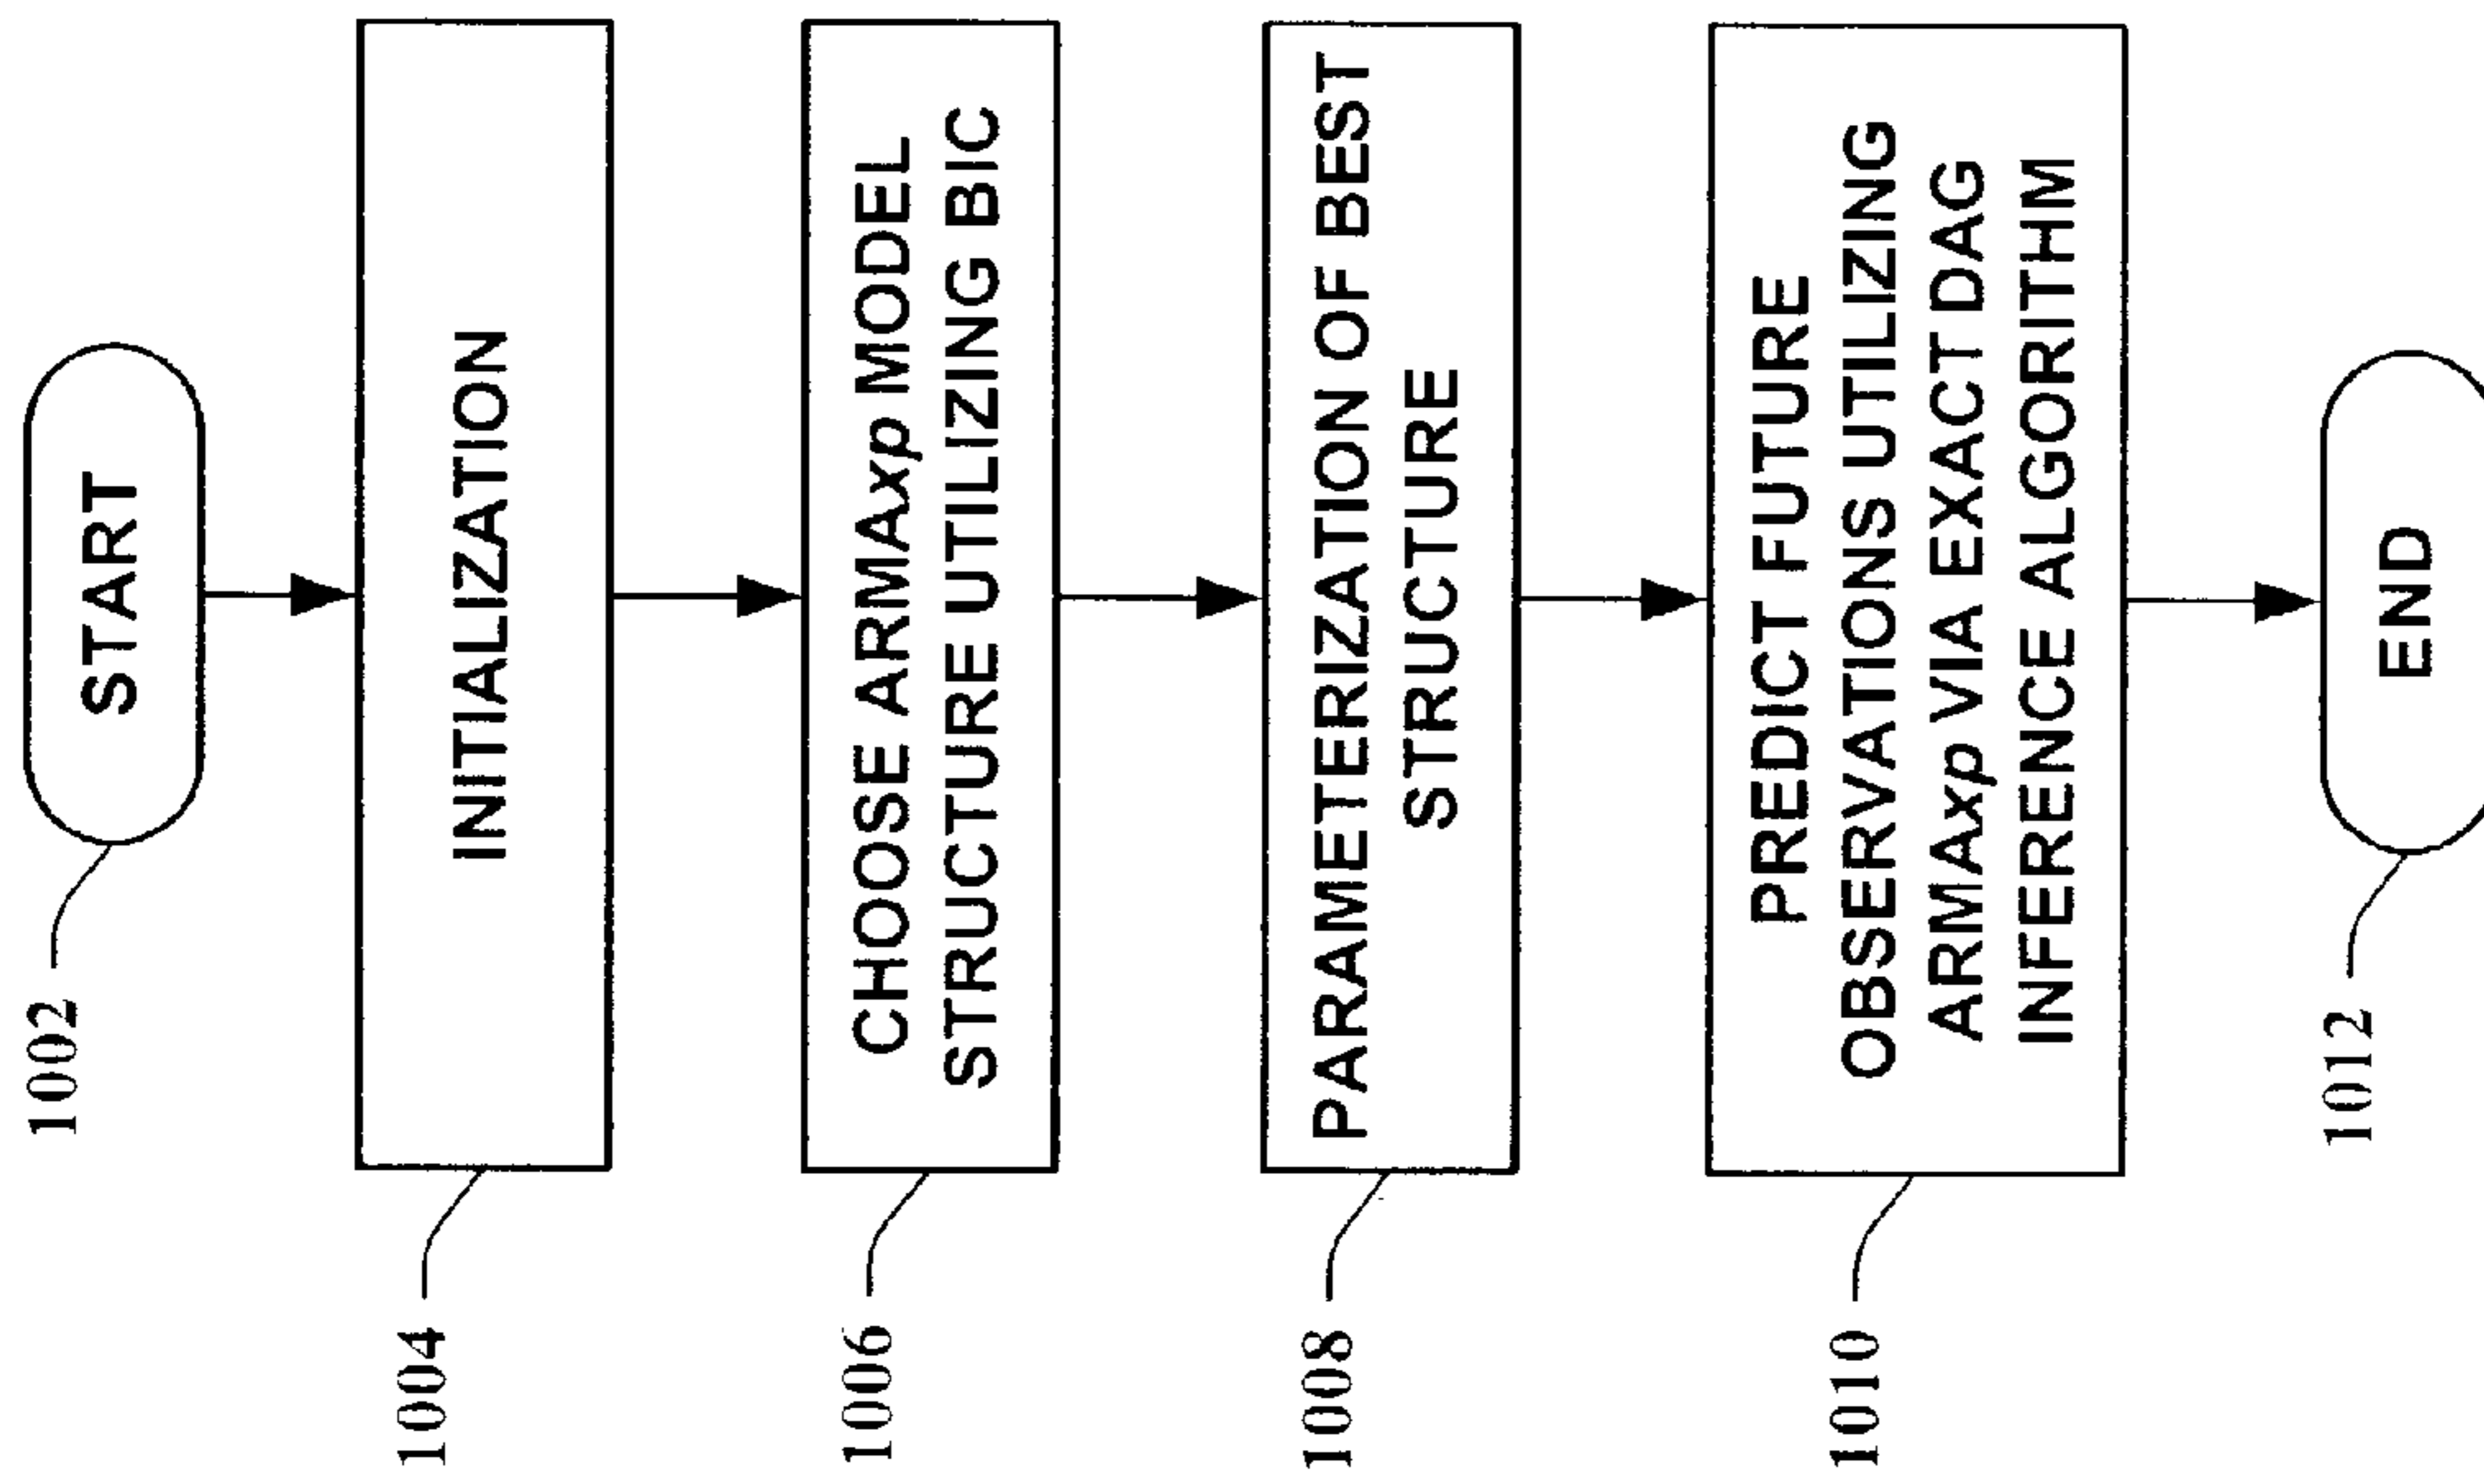 START
1002
INITIALIZATION
1004
CHOOSE ARMAxp MODEL
STRUCTURE UTILIZING BIC
1006
PARAMETERIZATION OF BEST
STRUCTURE
1008
PREDICT FUTURE
OBSERVATIONS UTILIZING
ARMAxp VIA EXACT DAG
INFERENCE ALGORITHM
1010
END
1012